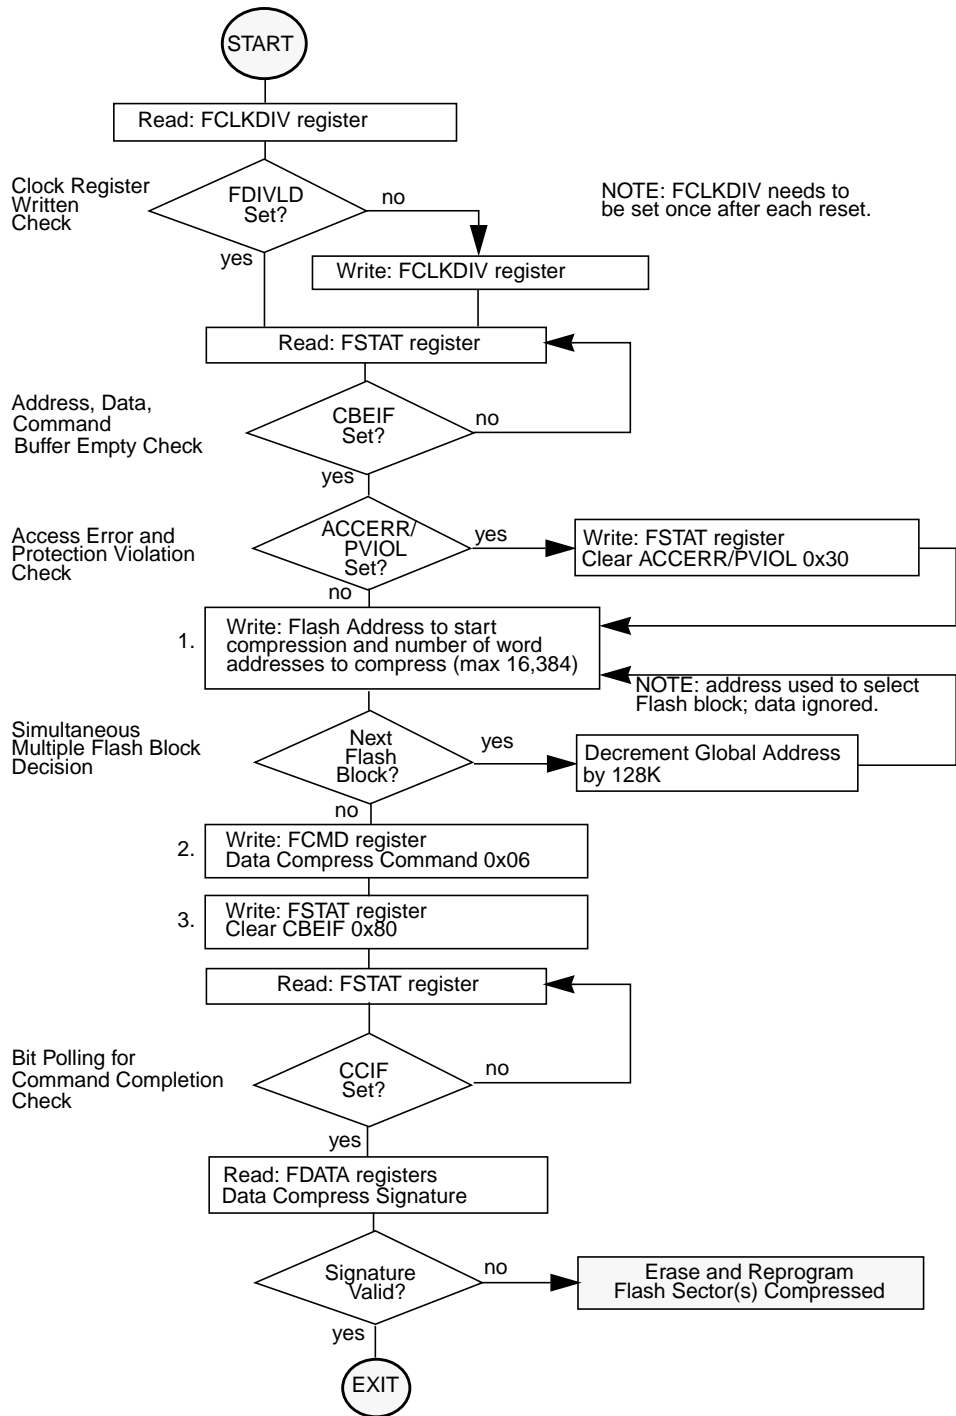 START
Read: FCLKDIV register
Clock Register
Written
Check
FDIVLD
Set?
no
yes
NOTE: FCLKDIV needs to
be set once after each reset.
Write: FCLKDIV register
Read: FSTAT register
Address, Data,
Command
Buffer Empty Check
CBEIF
Set?
no
yes
Access Error and
Protection Violation
Check
ACCERR/
PVIOL
Set?
yes
no
Write: FSTAT register
Clear ACCERR/PVIOL 0x30
1.
Write: Flash Address to start
compression and number of word
addresses to compress (max 16,384)
NOTE: address used to select
Flash block; data ignored.
Simultaneous
Multiple Flash Block
Decision
Next
Flash
Block?
yes
no
Decrement Global Address
by 128K
2.
Write: FCMD register
Data Compress Command 0x06
3.
Write: FSTAT register
Clear CBEIF 0x80
Read: FSTAT register
Bit Polling for
Command Completion
Check
CCIF
Set?
no
yes
Read: FDATA registers
Data Compress Signature
Signature
Valid?
no
yes
Erase and Reprogram
Flash Sector(s) Compressed
EXIT